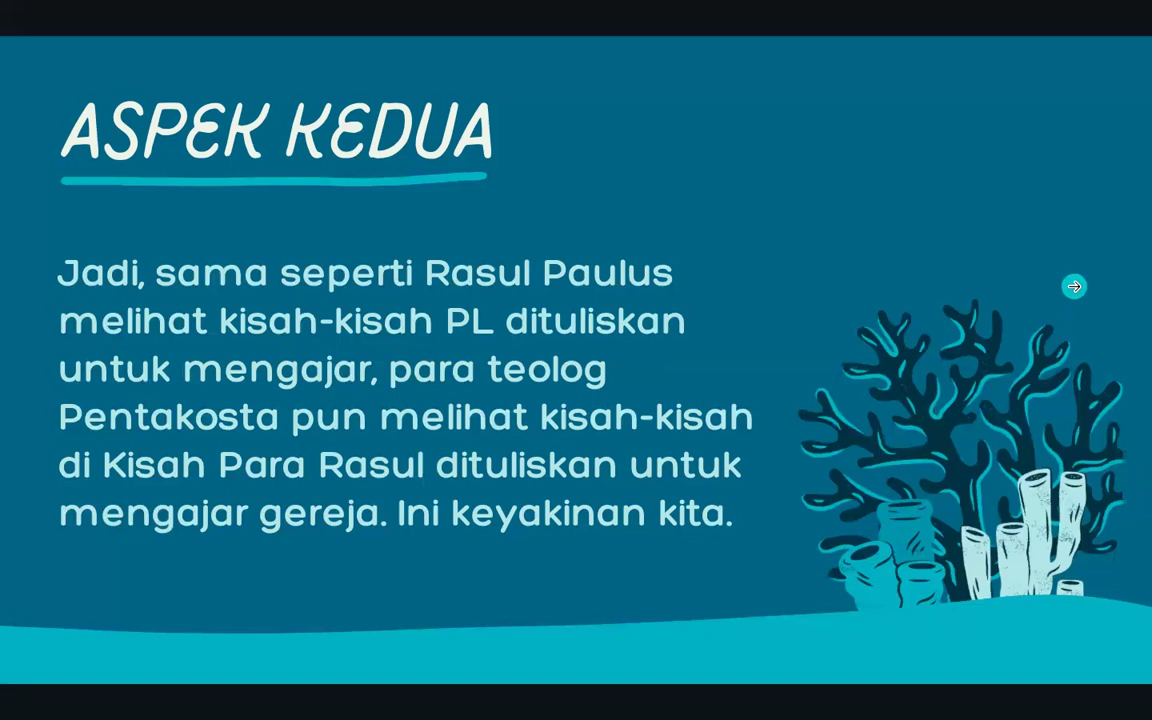 ASPEK KEDUA
Jadi, sama seperti Rasul Paulus
melihat kisah-kisah PL dituliskan
untuk mengajar, para teolog
Pentakosta pun melihat kisah-kisah
di Kisah Para Rasul dituliskan untuk
mengajar gereja. Ini keyakinan kita.